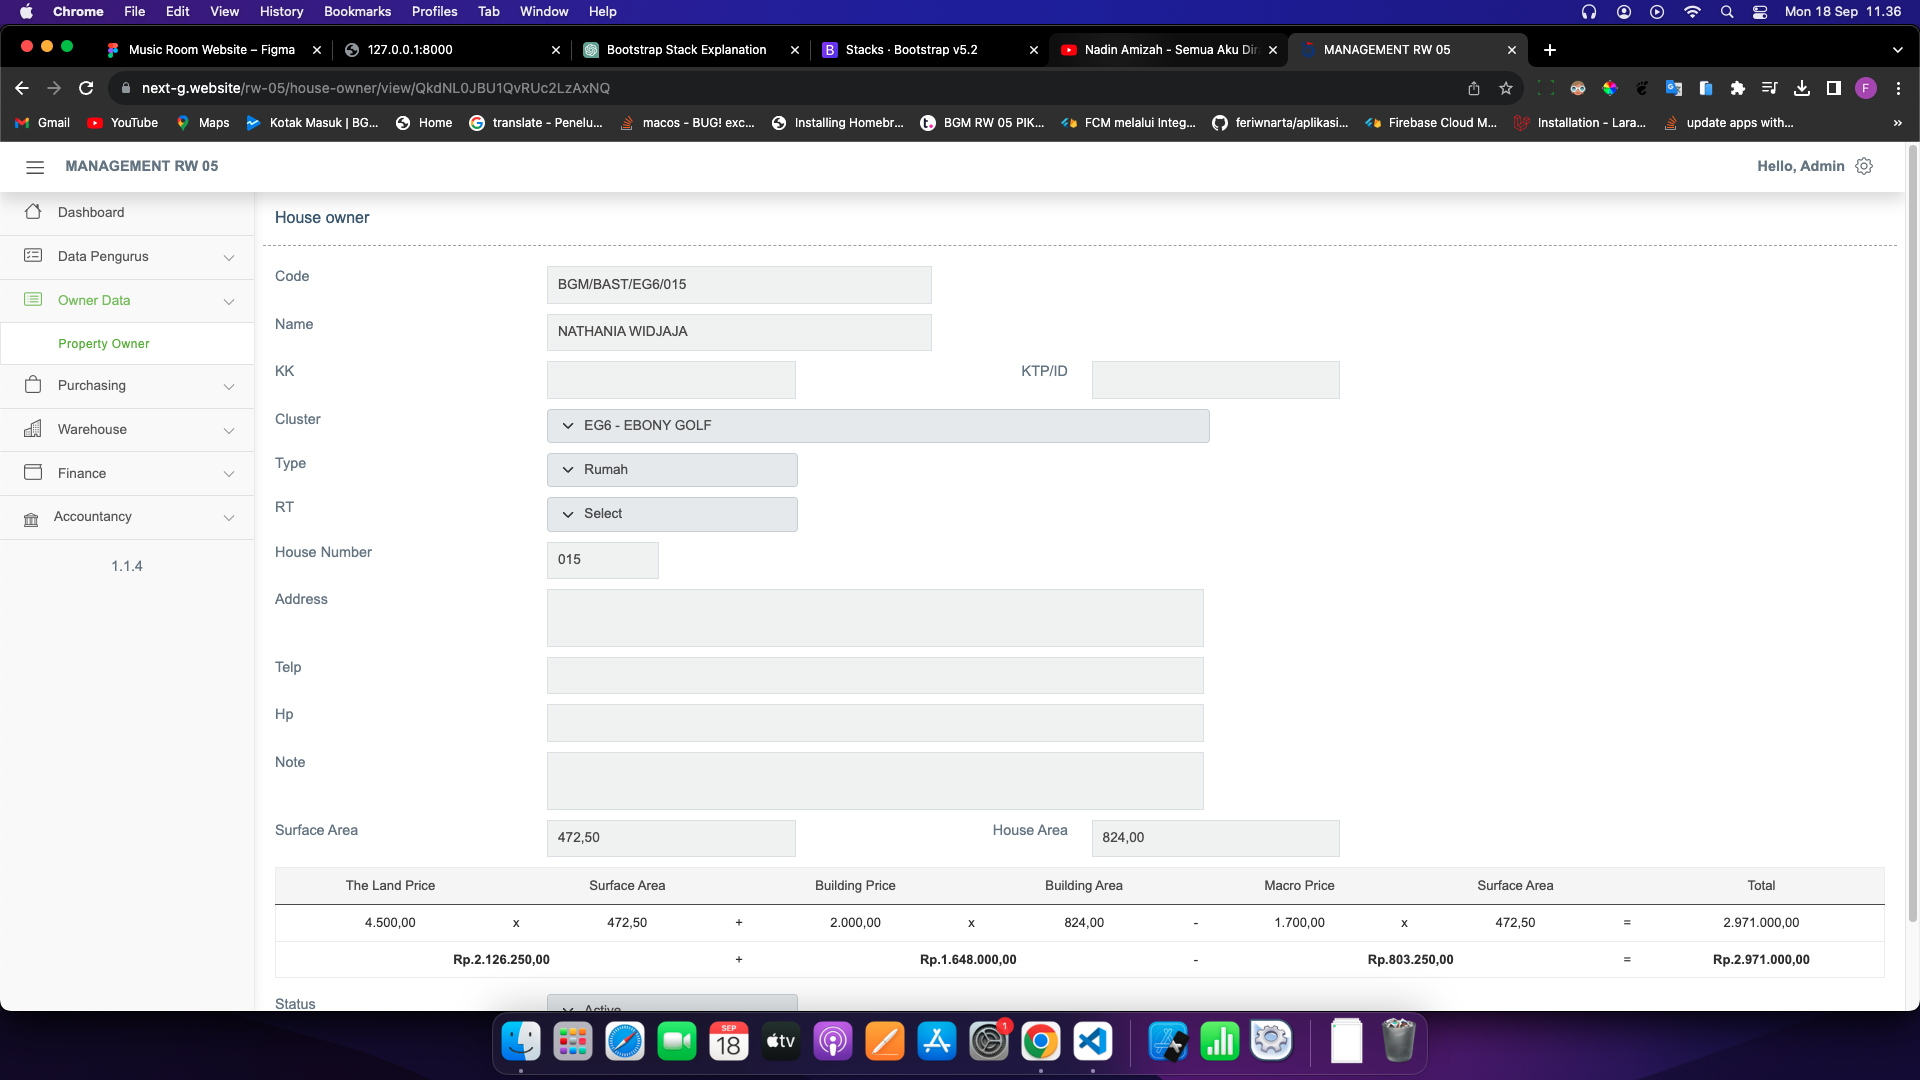 Chrome File Edit View History Bookmarks Profiles Tab Window Help Mon 18 Sep 11.36
Music Room Website – Figma 127.0.0.1:8000 Bootstrap Stack Explanation B Stacks · Bootstrap v5.2 Nadin Amizah - Semua Aku Dir MANAGEMENT RW 05
next-g.website/rw-05/house-owner/view/QkdNL0JBU1QvRUc2LzAxNQ F
Gmail YouTube Maps Kotak Masuk | BG... Home translate - Penelu... macos - BUG! exc... Installing Homebr... BGM RW 05 PIK... FCM melalui Integ... feriwnarta/aplikasi... Firebase Cloud M... Installation - Lara... update apps with... »
MANAGEMENT RW 05
Hello, Admin
Dashboard
Data Pengurus
Owner Data
Property Owner
Purchasing
Warehouse
Finance
Accountancy
1.1.4
House owner
Code BGM/BAST/EG6/015
Name NATHANIA WIDJAJA
KK KTP/ID
Cluster EG6 - EBONY GOLF
Type Rumah
RT Select
House Number 015
Address
Telp
Hp
Note
Surface Area 472,50 House Area 824,00
The Land Price Surface Area Building Price Building Area Macro Price Surface Area Total
4.500,00 x 472,50 + 2.000,00 x 824,00 - 1.700,00 x 472,50 = 2.971.000,00
Rp.2.126.250,00 + Rp.1.648.000,00 - Rp.803.250,00 = Rp.2.971.000,00
Status Active
SEP
18
tv
1